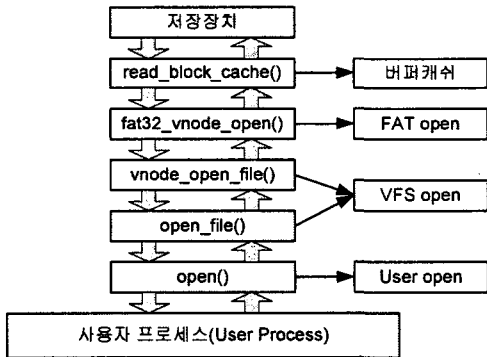 저장장치
read_block_cache()
버퍼캐쉬
fat32_vnode_open()
FAT open
vnode_open_file()
VFS open
open_file()
open()
User open
사용자 프로세스(User Process)